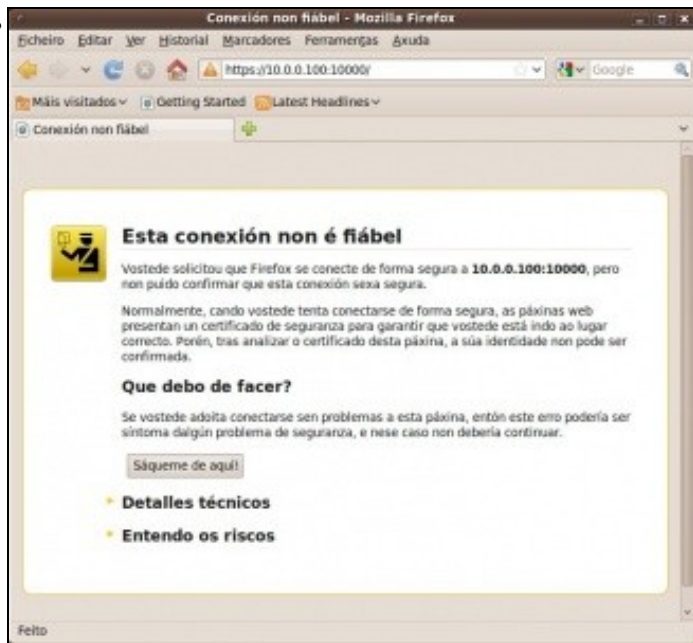 Conexión non fiábel - Mozilla Firefox
Ficheiro Editar Ver Historial Marcadores Ferramentas Axuda
https://10.0.0.100:10000/
Google
Máis visitados Getting Started Latest Headlines
Conexión non fiábel
Esta conexión non é fiábel
Vostede solicitou que Firefox se conecte de forma segura a 10.0.0.100:10000, pero
non puido confirmar que esta conexión sexa segura.
Normalmente, cando vostede tenta conectarse de forma segura, as páxinas web
presentan un certificado de seguranza para garantir que vostede está indo ao lugar
correcto. Porén, tras analizar o certificado desta páxina, a súa identidade non pode ser
confirmada.
Que debo de facer?
Se vostede adoita conectarse sen problemas a esta páxina, entón este erro podería ser
síntoma dalgún problema de seguranza, e nese caso non debería continuar.
Sáqueme de aquí!
Detalles técnicos
Entendo os riscos
Feito